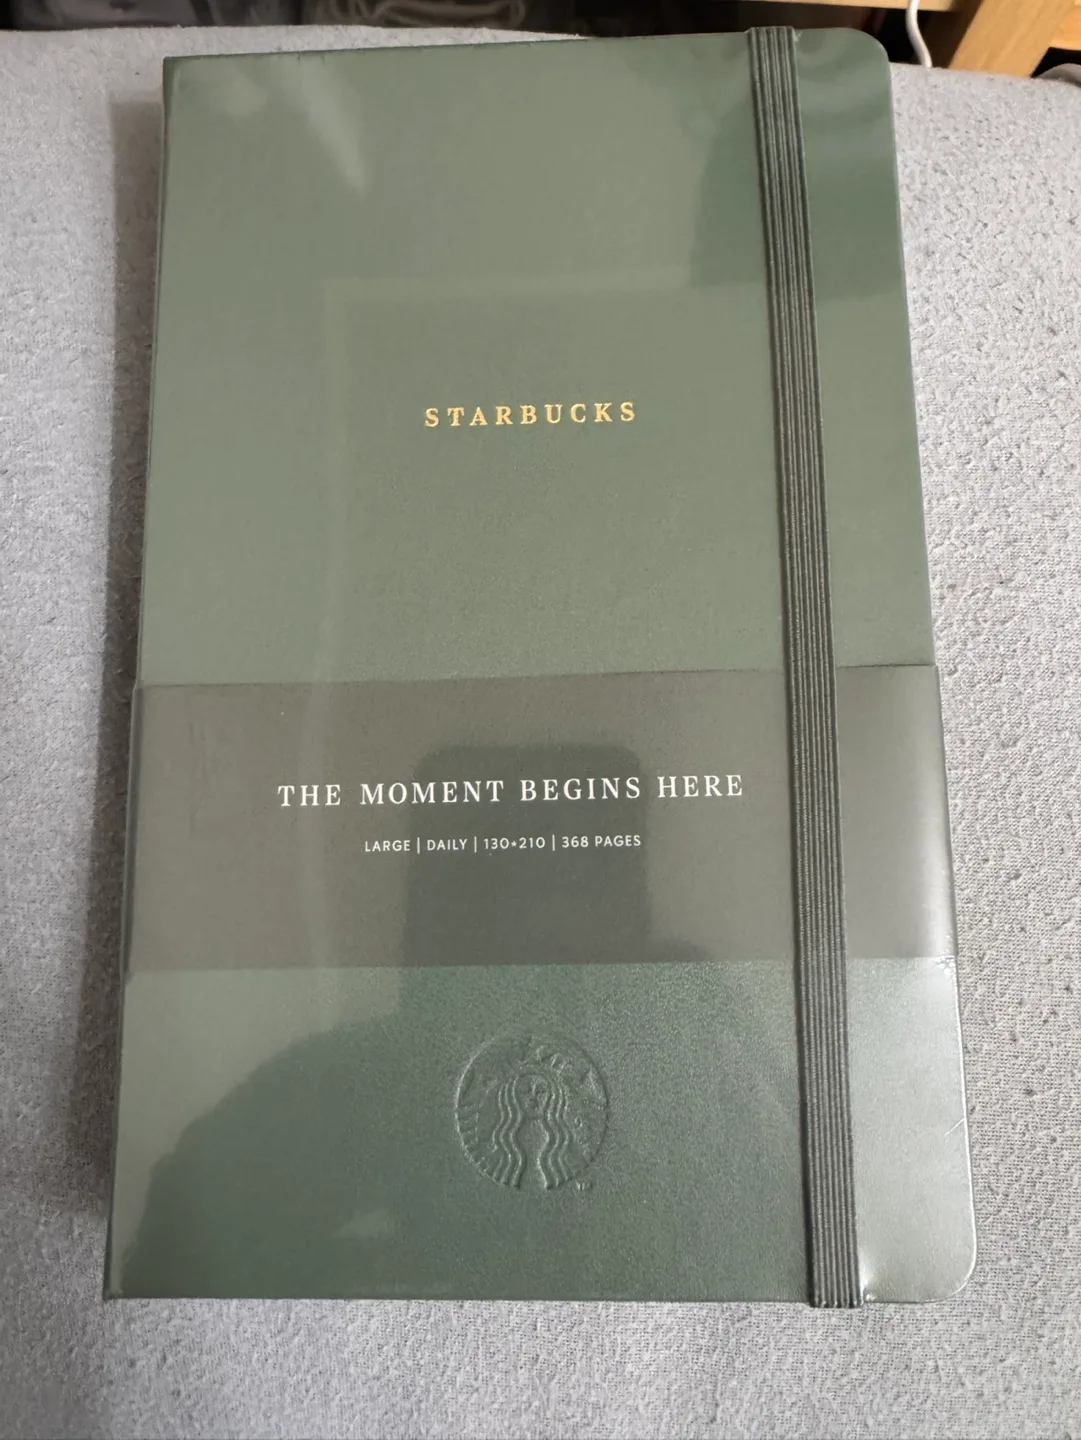 STARBUCKS
THE MOMENT BEGINS HERE
LARGE | DAILY | 130*210 | 368 PAGES